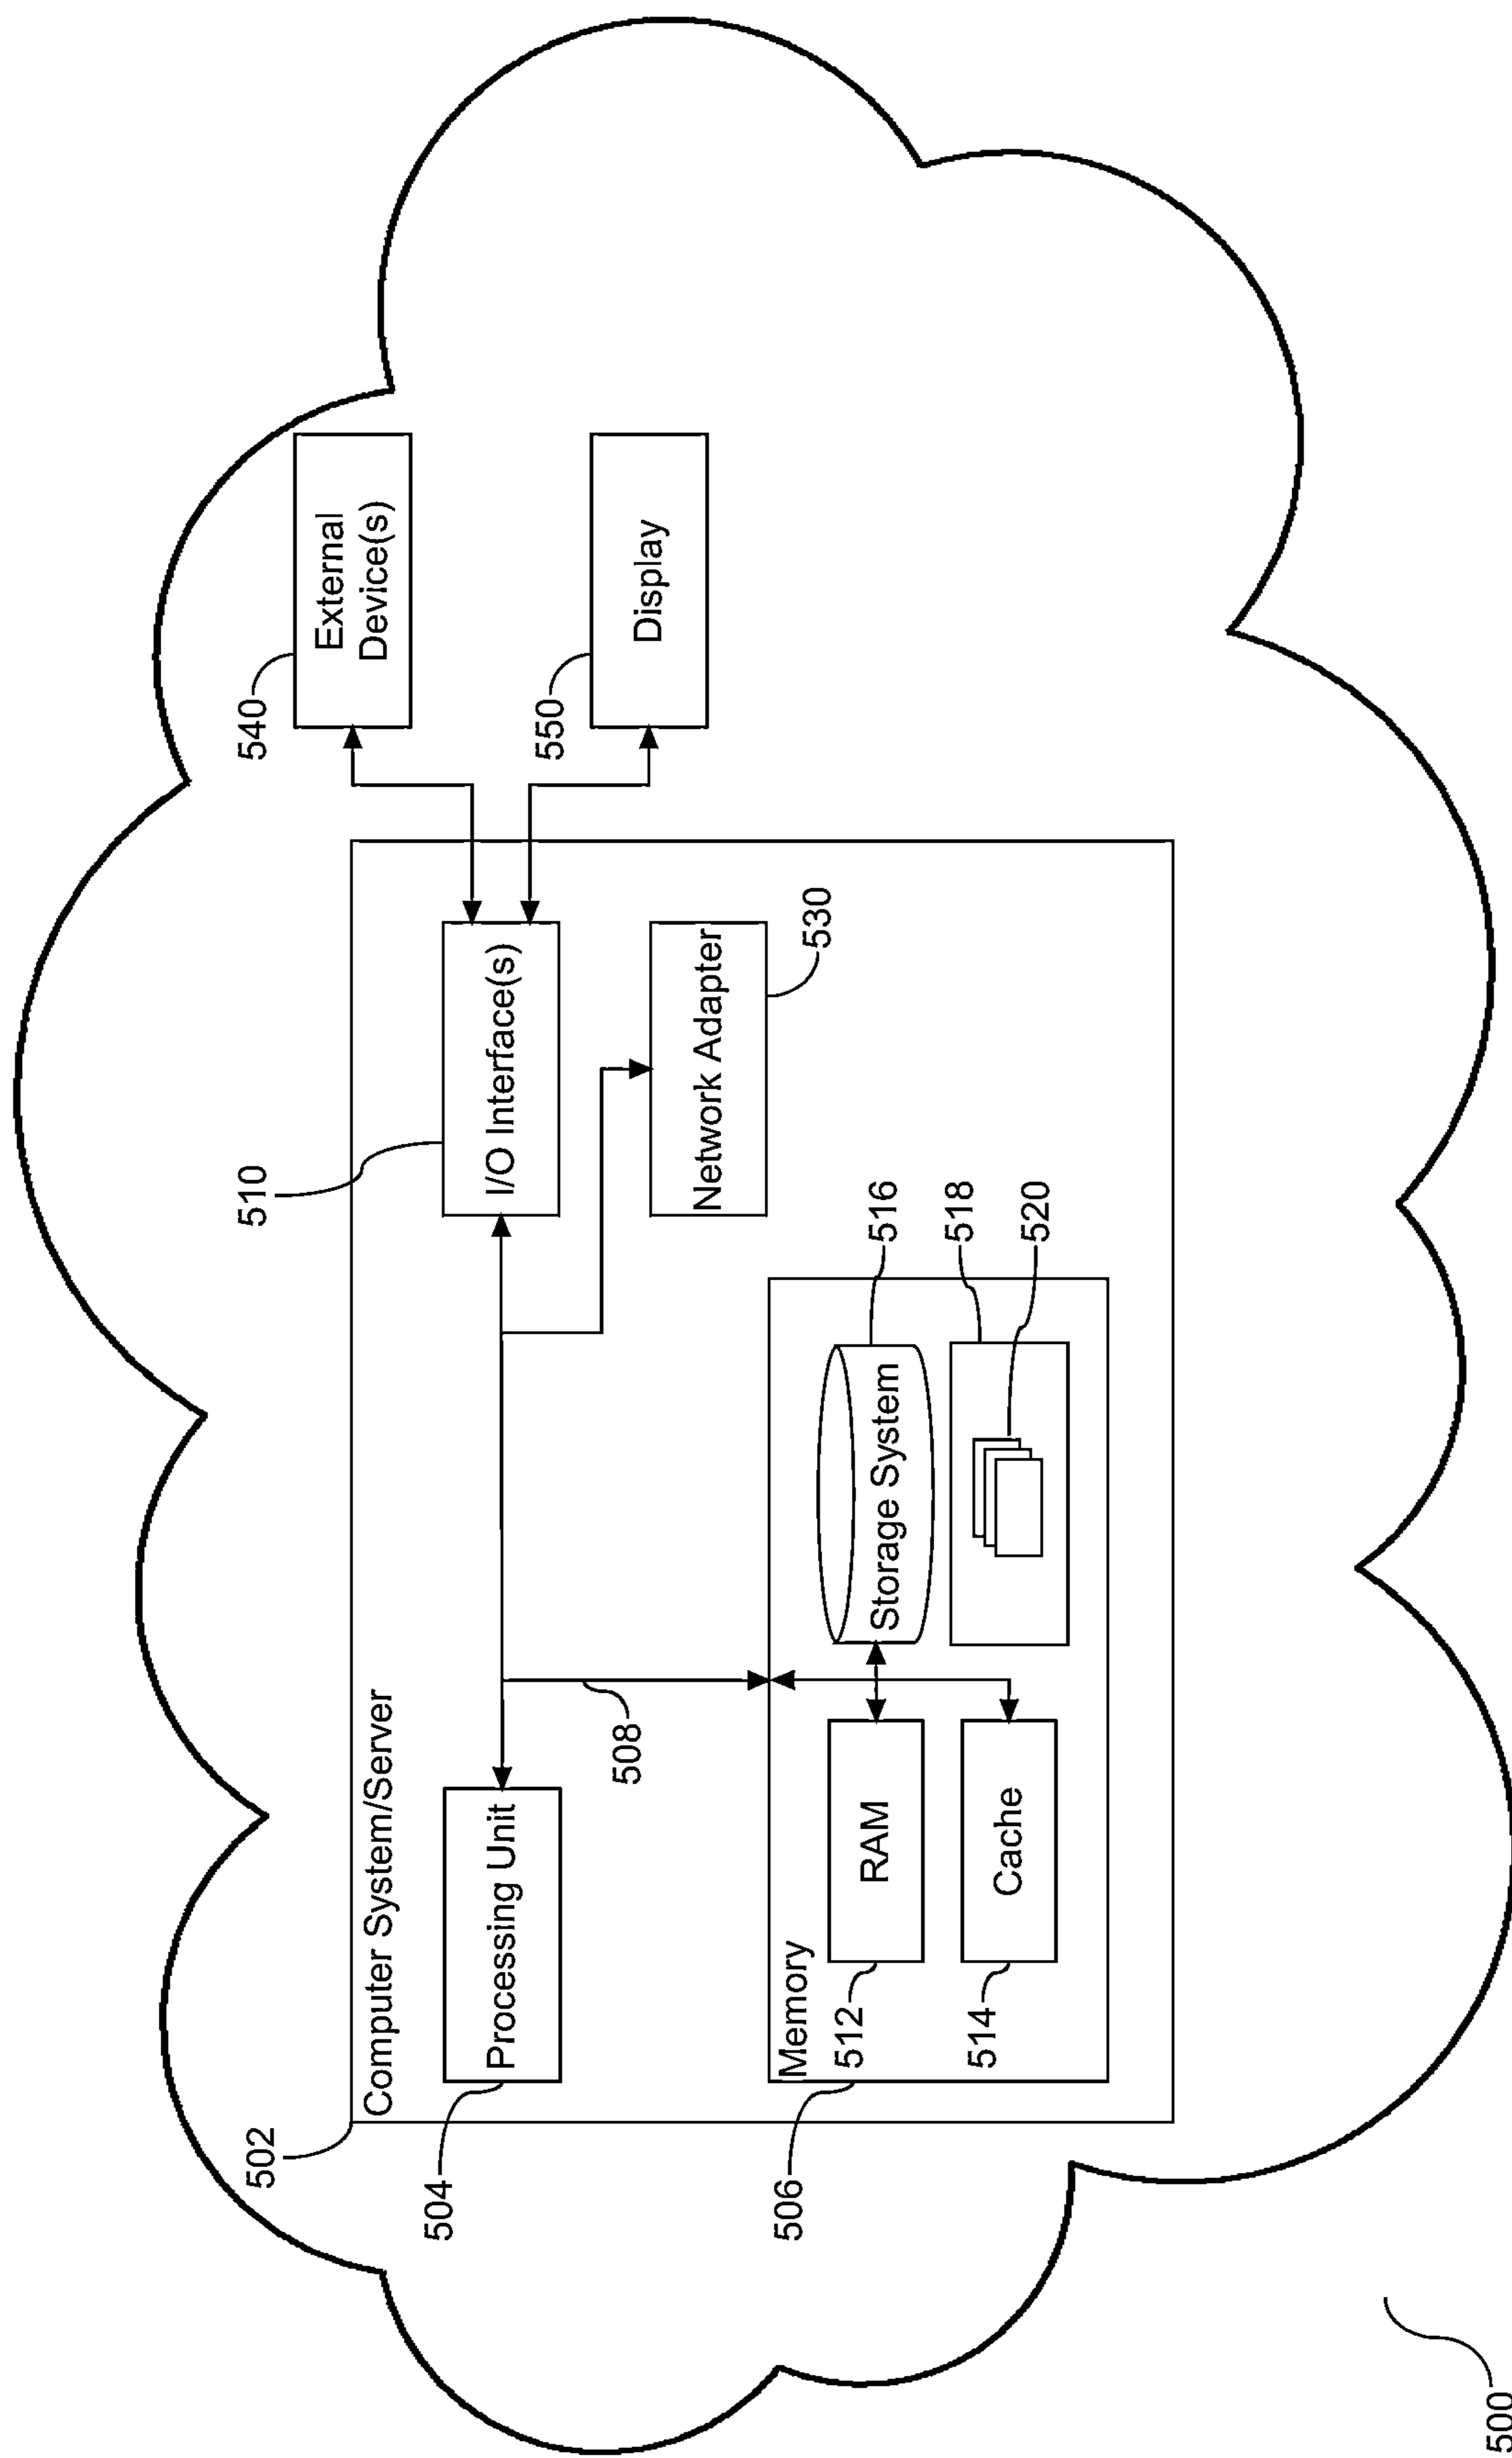 502
Computer System/Server
510
540
External
Device(s)
504
Processing Unit
I/O Interface(s)
550
Display
508
Network Adapter
530
506
Memory
512
RAM
Storage System
516
514
Cache
518
520
500